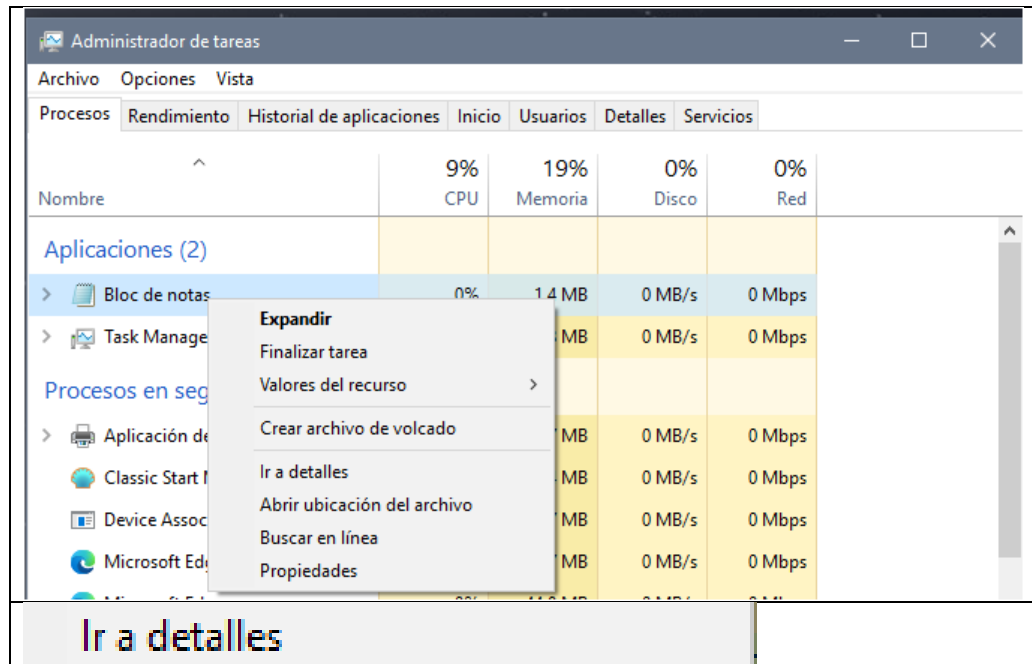 Administrador de tareas
Archivo Opciones Vista
Procesos Rendimiento Historial de aplicaciones Inicio Usuarios Detalles Servicios
9% 19% 0% 0%
Nombre CPU Memoria Disco Red
Aplicaciones (2)
Bloc de notas 0% 1,4 MB 0 MB/s 0 Mbps
Task Manage MB 0 MB/s 0 Mbps
Procesos en seg
Aplicación de MB 0 MB/s 0 Mbps
Classic Start MB 0 MB/s 0 Mbps
Device Assoc MB 0 MB/s 0 Mbps
Microsoft Ed MB 0 MB/s 0 Mbps
Expandir
Finalizar tarea
Valores del recurso
Crear archivo de volcado
Ir a detalles
Abrir ubicación del archivo
Buscar en línea
Propiedades
Ir a detalles